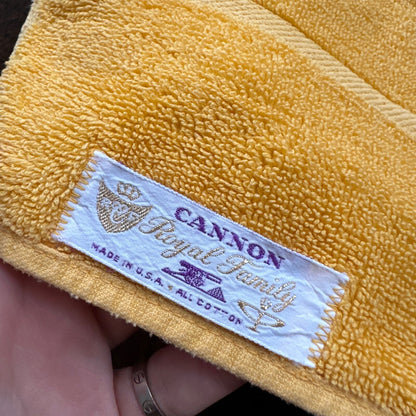 CANNON
Royal Family
MADE IN U.S.A. ALL COTTON